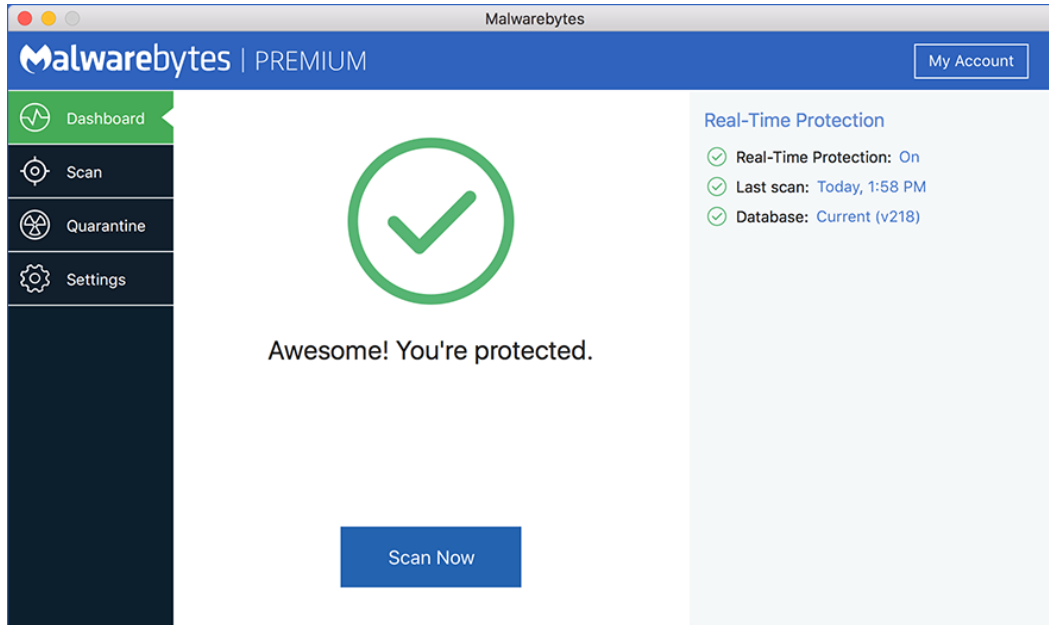 Malwarebytes
Malwarebytes | PREMIUM
My Account
Dashboard
Scan
Quarantine
Settings
Awesome! You're protected.
Scan Now
Real-Time Protection
Real-Time Protection: On
Last scan: Today, 1:58 PM
Database: Current (v218)